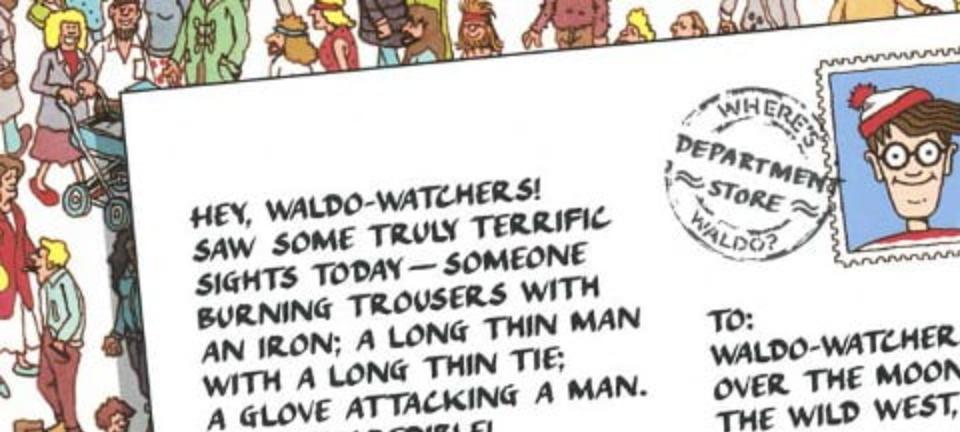 WHERE'S
DEPARTMENT
STORE
WALDO?
HEY, WALDO-WATCHERS!
SAW SOME TRULY TERRIFIC
SIGHTS TODAY — SOMEONE
BURNING TROUSERS WITH
AN IRON; A LONG THIN MAN
WITH A LONG THIN TIE;
A GLOVE ATTACKING A MAN.
TO:
WALDO-WATCHER
OVER THE MOON
THE WILD WEST,